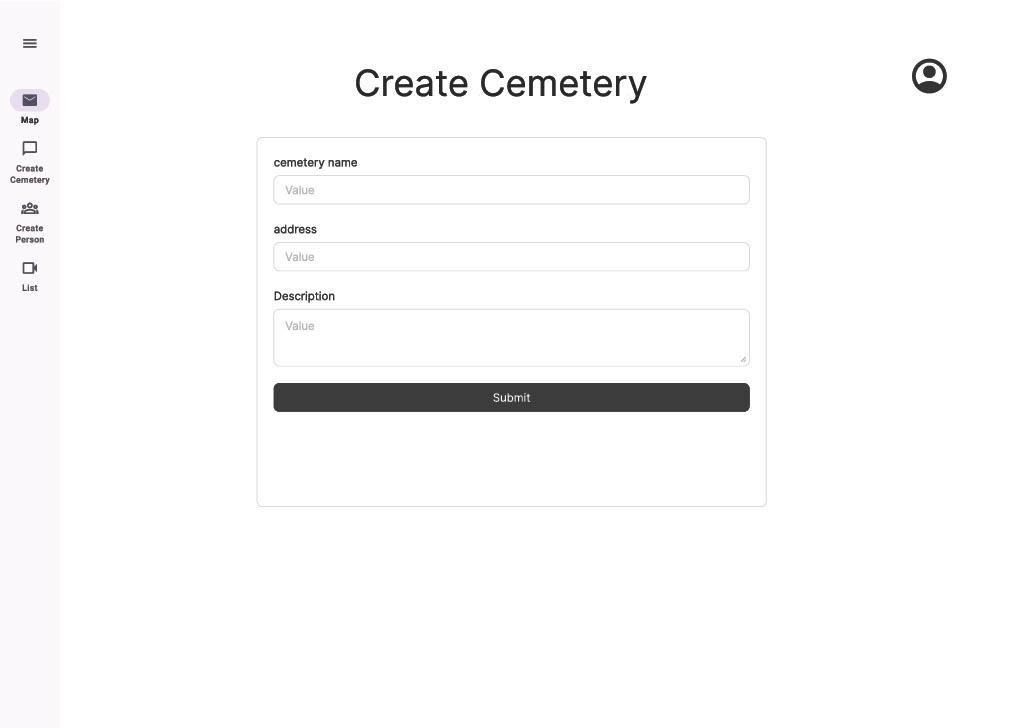 Map
Create
Cemetery
Create
Person
List
Create Cemetery
cemetery name
Value
address
Value
Description
Value
Submit